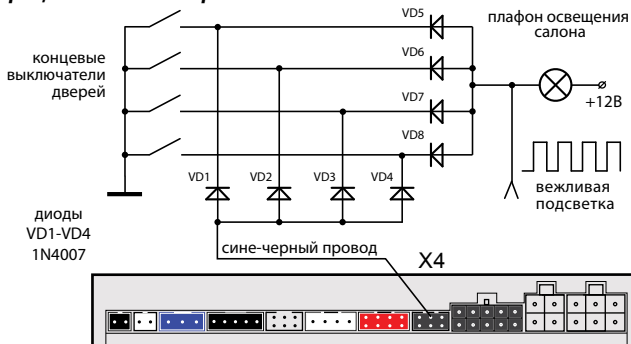 VD5
плафон освещения
салона
концевые
выключатели
дверей
VD6
VD7
+12В
VD8
VD1
VD2
VD3
VD4
вежливая
подсветка
диоды
VD1-VD4
1N4007
сине-черный провод
X4